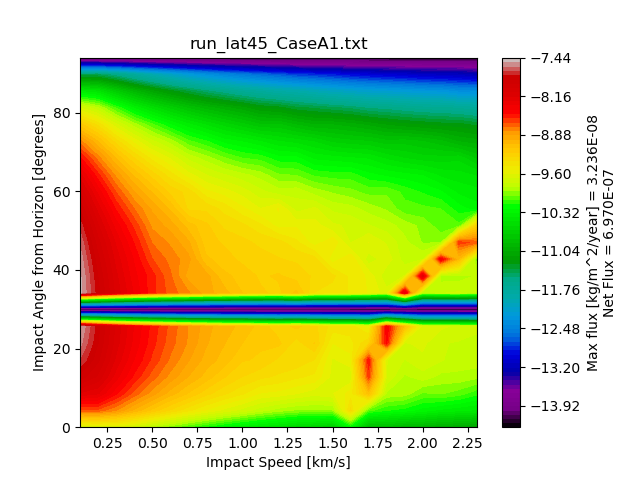 run_lat45_CaseA1.txt
Impact Angle from Horizon [degrees]
80
60
40
20
0
0.25 0.50 0.75 1.00 1.25 1.50 1.75 2.00 2.25
Impact Speed [km/s]
−7.44
−8.16
−8.88
−9.60
−10.32
−11.04
−11.76
−12.48
−13.20
−13.92
Max flux [kg/m^2/year] = 3.236E-08
Net Flux = 6.970E-07